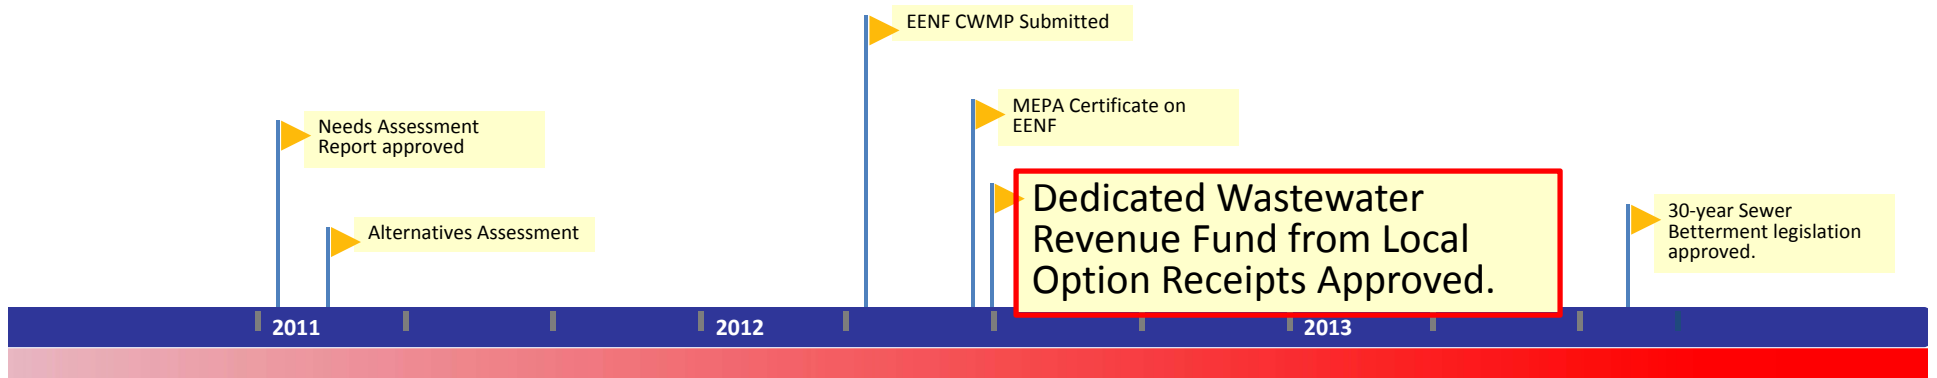 EENF CWMP Submitted
MEPA Certificate on
EENF
Needs Assessment
Report approved
Dedicated Wastewater
Revenue Fund from Local
Option Receipts Approved.
30-year Sewer
Betterment legislation
approved.
Alternatives Assessment
2011
2012
2013